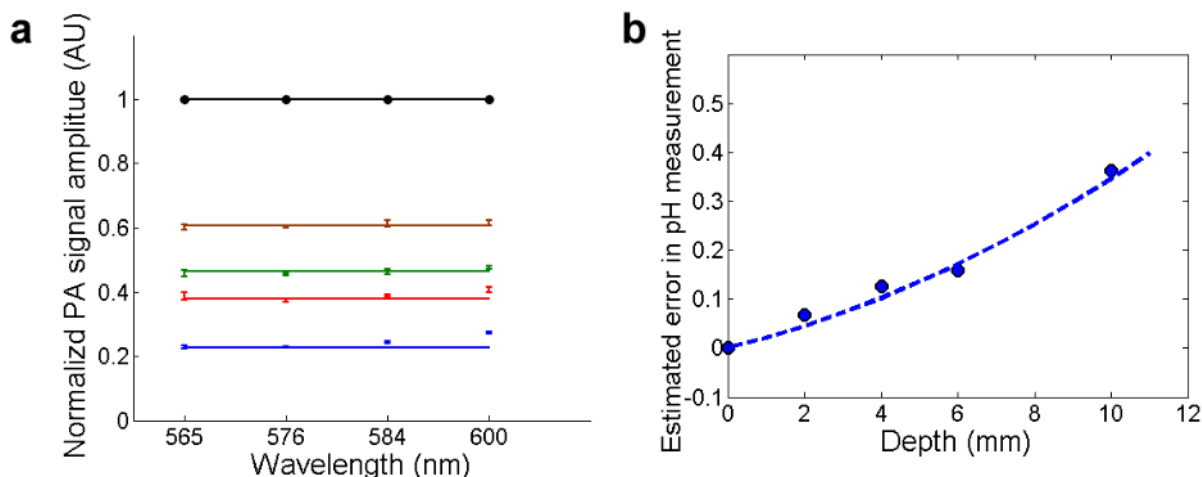 a
Normalizd PA signal amplitue (AU)
1
0.8
0.6
0.4
0.2
0
565 576 584 600
Wavelength (nm)
b
Estimated error in pH measurement
0.5
0.4
0.3
0.2
0.1
0
-0.1
0 2 4 6 8 10 12
Depth (mm)